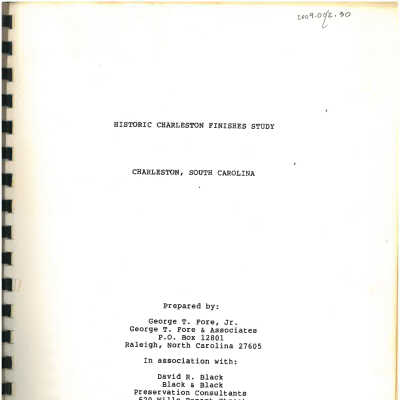 2009.012.50
HISTORIC CHARLESTON FINISHES STUDY
CHARLESTON, SOUTH CAROLINA
Prepared by:
George T. Fore, Jr.
George T. Fore & Associates
P.O. Box 12801
Raleigh, North Carolina 27605
In association with:
David R. Black
Black & Black
Preservation Consultants